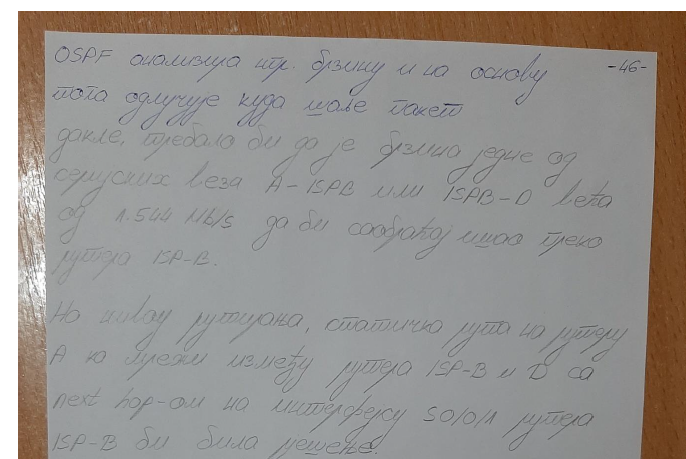 OSPF анализира нпр. брзину и на основу
-46-
тога одлучује куда шаље пакет
дакле, требало би да је брзина једне од
серијских веза A-ISPB или ISPB-D већа
од 1.544 Mb/s да би саобраћај ишао преко
рутера ISP-B.
На нивоу рутирања, статичка рута на рутеру
А ка мрежи између рутера ISP-B и D са
next hop-ом на интерфејсу S0/0/1 рутера
ISP-B би била решење.